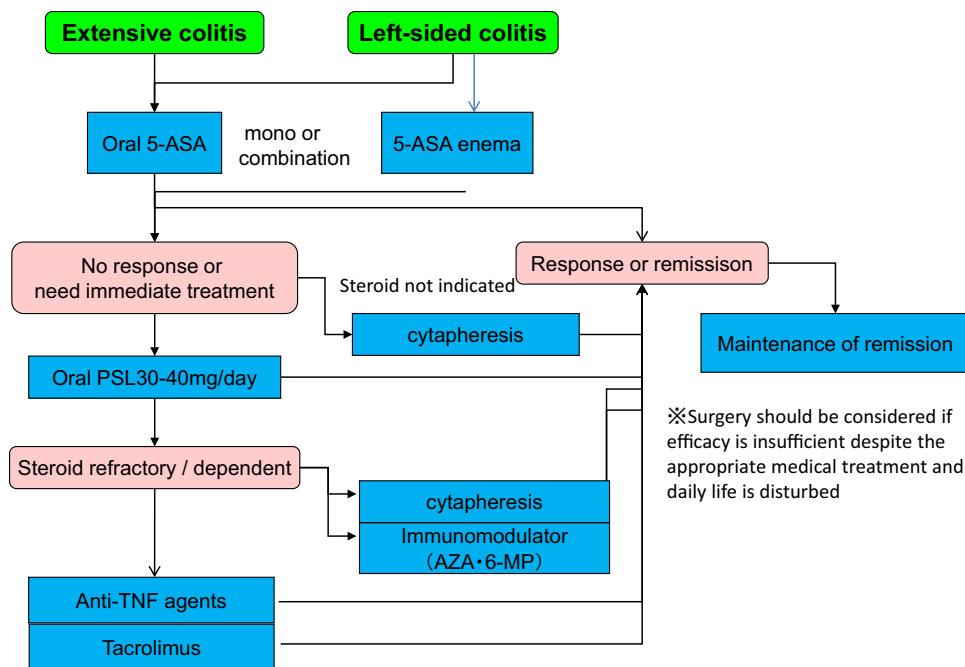 Extensive colitis
Left-sided colitis
Oral 5-ASA
mono or
combination
5-ASA enema
No response or
need immediate treatment
Steroid not indicated
Response or remissison
cytapheresis
Maintenance of remission
Oral PSL30-40mg/day
※Surgery should be considered if
efficacy is insufficient despite the
appropriate medical treatment and
daily life is disturbed
Steroid refractory / dependent
cytapheresis
Immunomodulator
（AZA・6-MP）
Anti-TNF agents
Tacrolimus